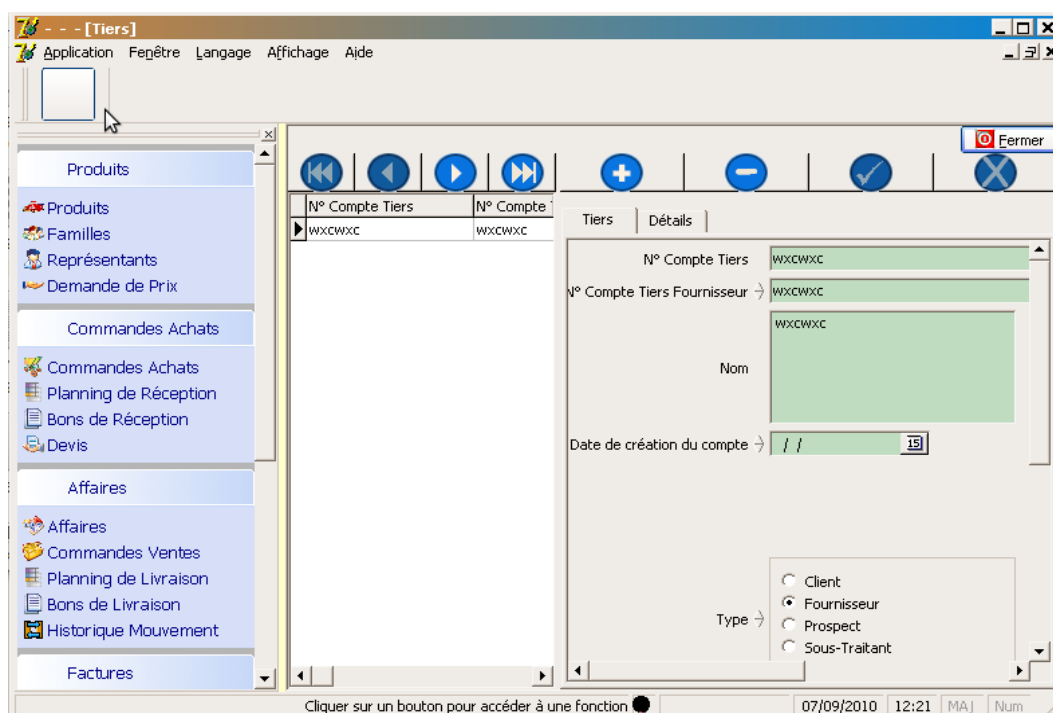 - - - [Tiers]
Application Fenêtre Langage Affichage Aide
Fermer
Produits
Produits
Familles
Représentants
Demande de Prix
Commandes Achats
Commandes Achats
Planning de Réception
Bons de Réception
Devis
Affaires
Affaires
Commandes Ventes
Planning de Livraison
Bons de Livraison
Historique Mouvement
Factures
N° Compte Tiers N° Compte
wxcwxc wxcwxc
Tiers Détails
N° Compte Tiers wxcwxc
N° Compte Tiers Fournisseur wxcwxc
Nom wxcwxc
Date de création du compte / / 15
Type
Client
Fournisseur
Prospect
Sous-Traitant
Cliquer sur un bouton pour accéder à une fonction 07/09/2010 12:21 MAJ Num